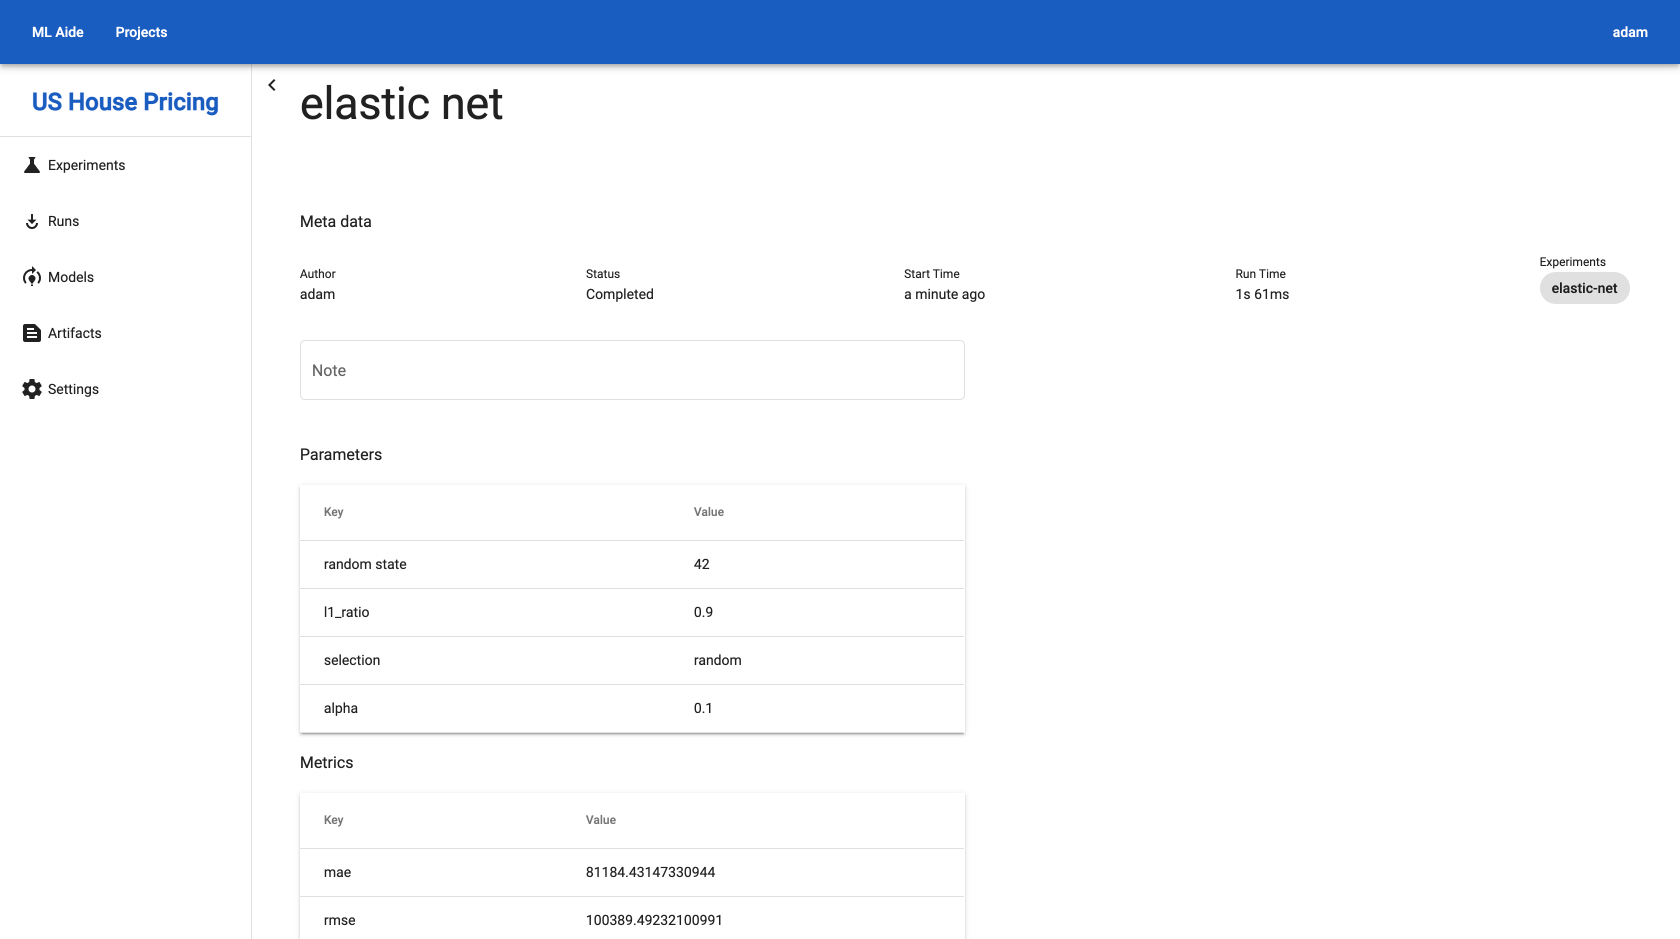 ML Aide Projects adam
US House Pricing
Experiments
Runs
Models
Artifacts
Settings
elastic net
Meta data
Author Status Start Time Run Time Experiments
adam Completed a minute ago 1s 61ms elastic-net
Note
Parameters
Key Value
random state 42
l1_ratio 0.9
selection random
alpha 0.1
Metrics
Key Value
mae 81184.43147330944
rmse 100389.49232100991